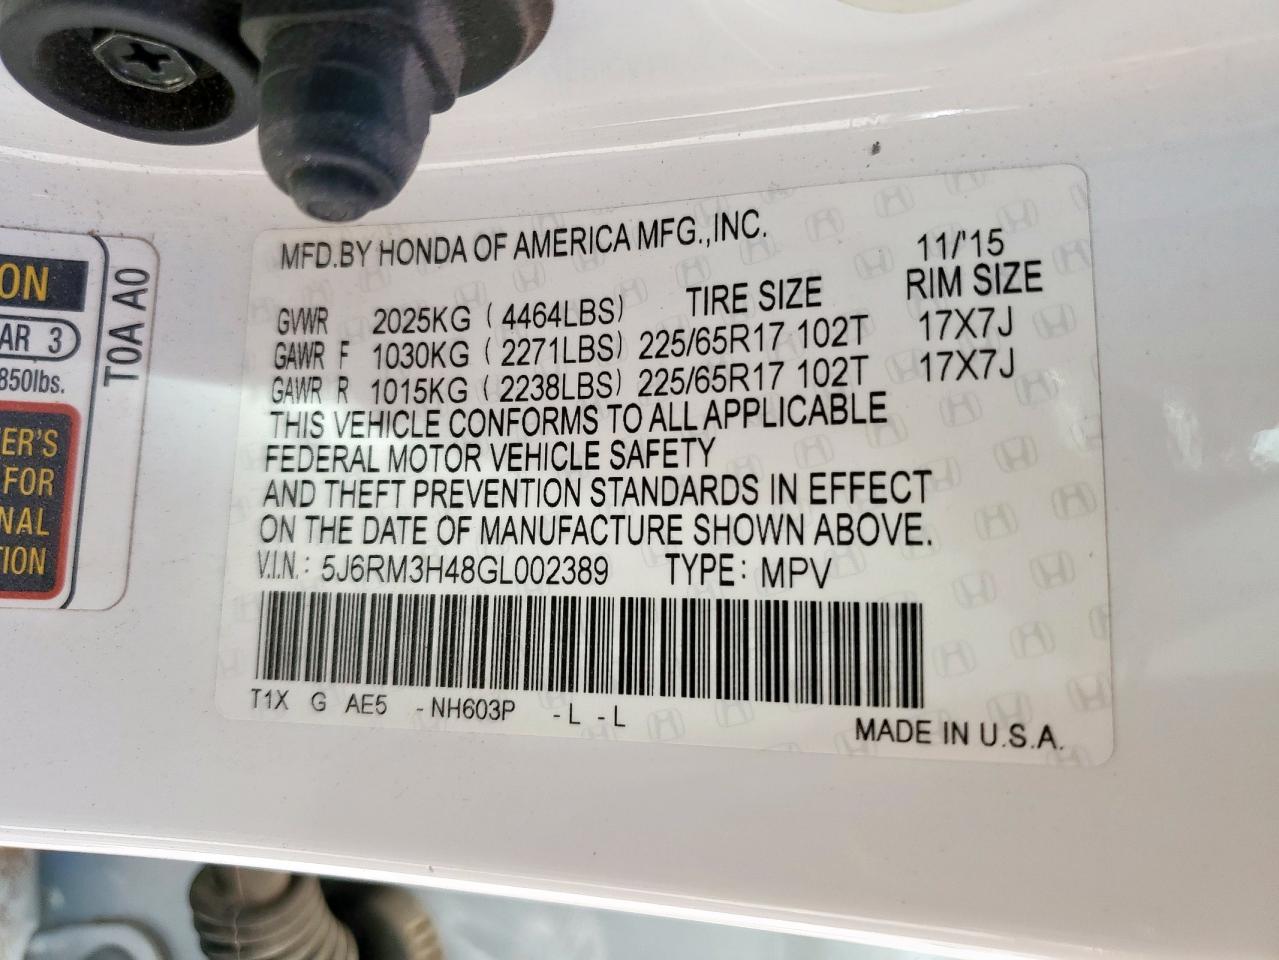 ON
AR 3
850lbs.
ER'S
FOR
NAL
TION
T0A A0
MFD.BY HONDA OF AMERICA MFG.,INC. 11/'15
GVWR 2025KG (4464LBS) TIRE SIZE RIM SIZE
GAWR F 1030KG (2271LBS) 225/65R17 102T 17X7J
GAWR R 1015KG (2238LBS) 225/65R17 102T 17X7J
THIS VEHICLE CONFORMS TO ALL APPLICABLE
FEDERAL MOTOR VEHICLE SAFETY
AND THEFT PREVENTION STANDARDS IN EFFECT
ON THE DATE OF MANUFACTURE SHOWN ABOVE.
V.I.N.: 5J6RM3H48GL002389 TYPE: MPV
T1X G AE5 -NH603P -L -L
MADE IN U.S.A.